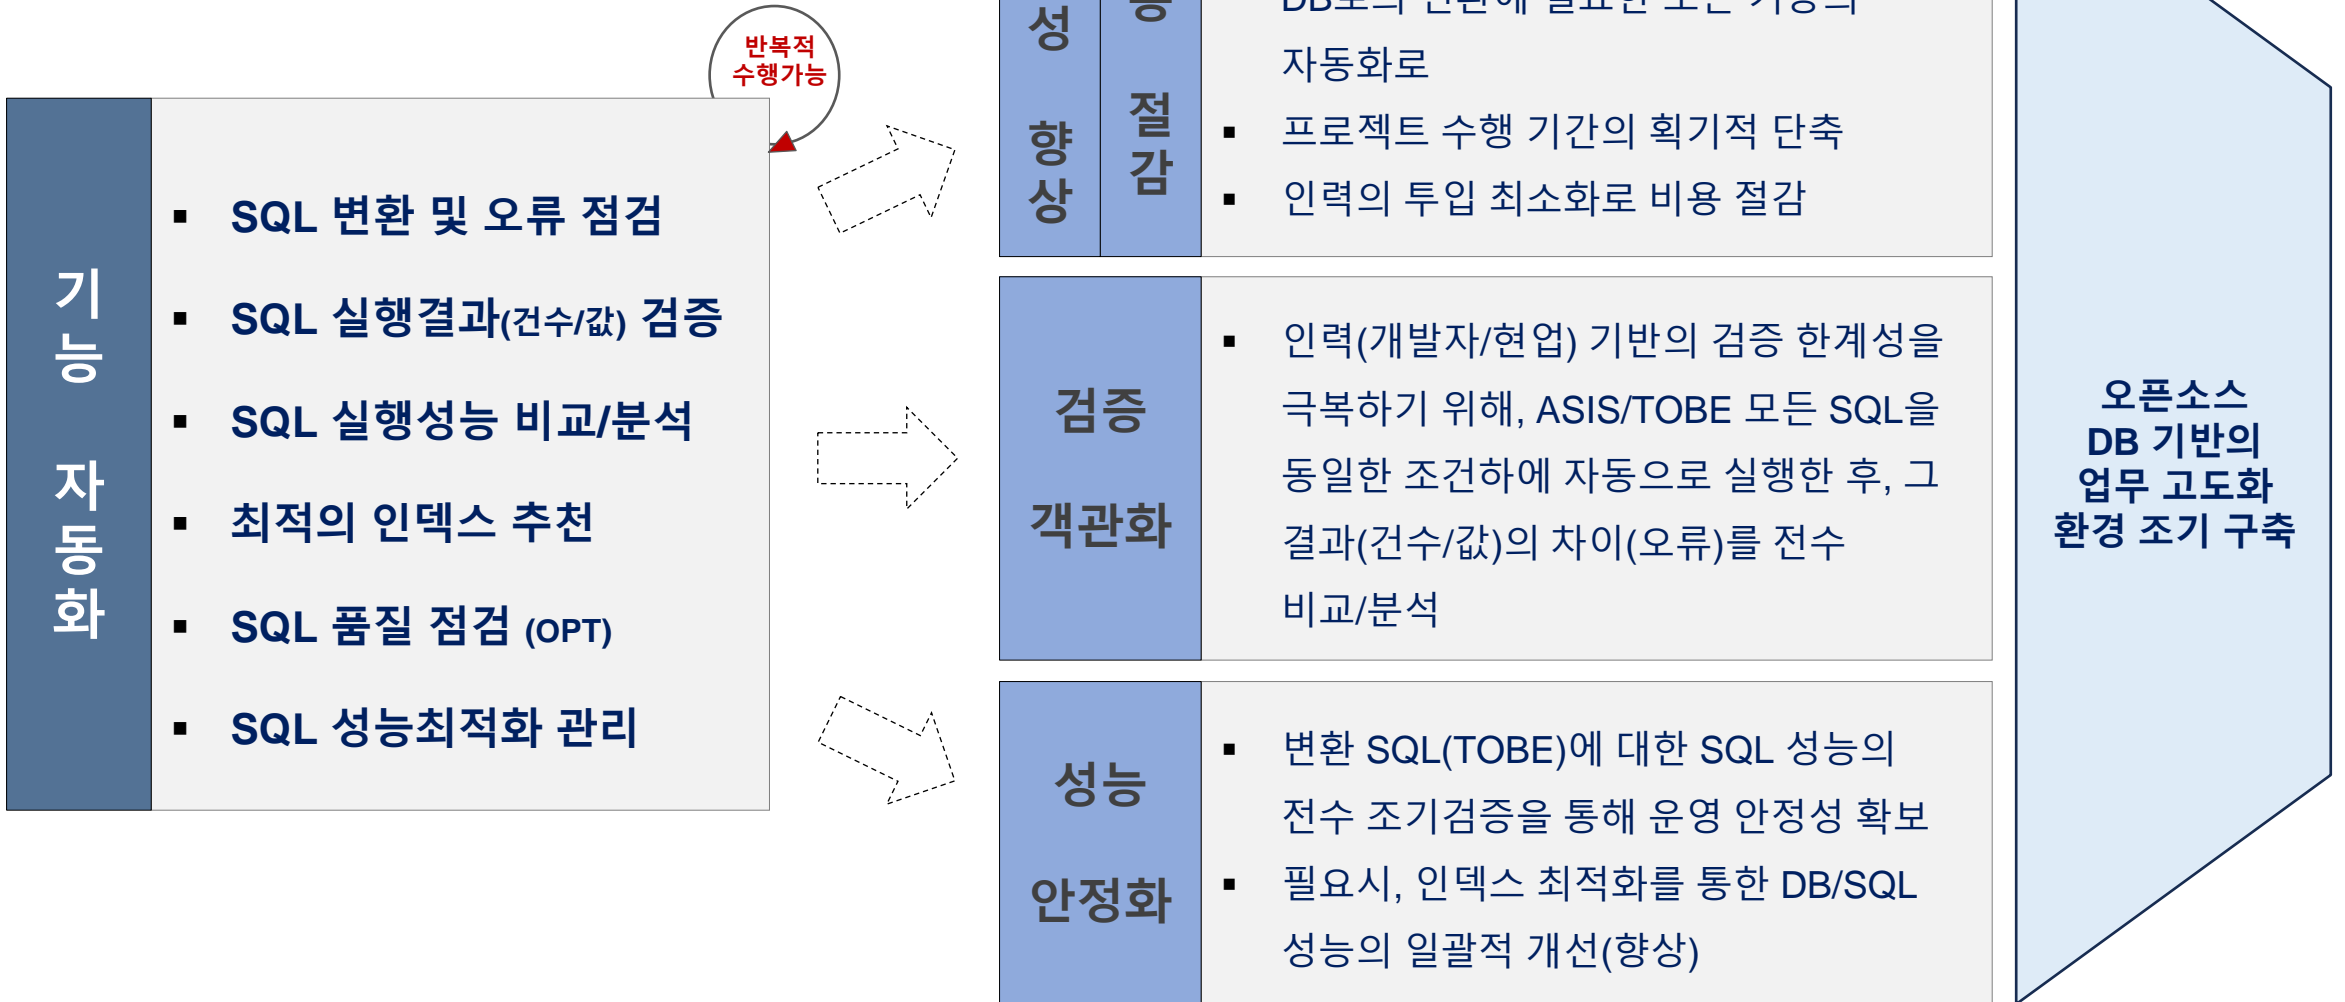 반복적
수행가능
기능 자동화
SQL 변환 및 오류 점검
SQL 실행결과(건수/값) 검증
SQL 실행성능 비교/분석
최적의 인덱스 추천
SQL 품질 점검 (OPT)
SQL 성능최적화 관리
성 향상
절감
자동화로
프로젝트 수행 기간의 획기적 단축
인력의 투입 최소화로 비용 절감
검증
객관화
인력(개발자/현업) 기반의 검증 한계성을
극복하기 위해, ASIS/TOBE 모든 SQL을
동일한 조건하에 자동으로 실행한 후, 그
결과(건수/값)의 차이(오류)를 전수
비교/분석
성능
안정화
변환 SQL(TOBE)에 대한 SQL 성능의
전수 조기검증을 통해 운영 안정성 확보
필요시, 인덱스 최적화를 통한 DB/SQL
성능의 일괄적 개선(향상)
오픈소스
DB 기반의
업무 고도화
환경 조기 구축